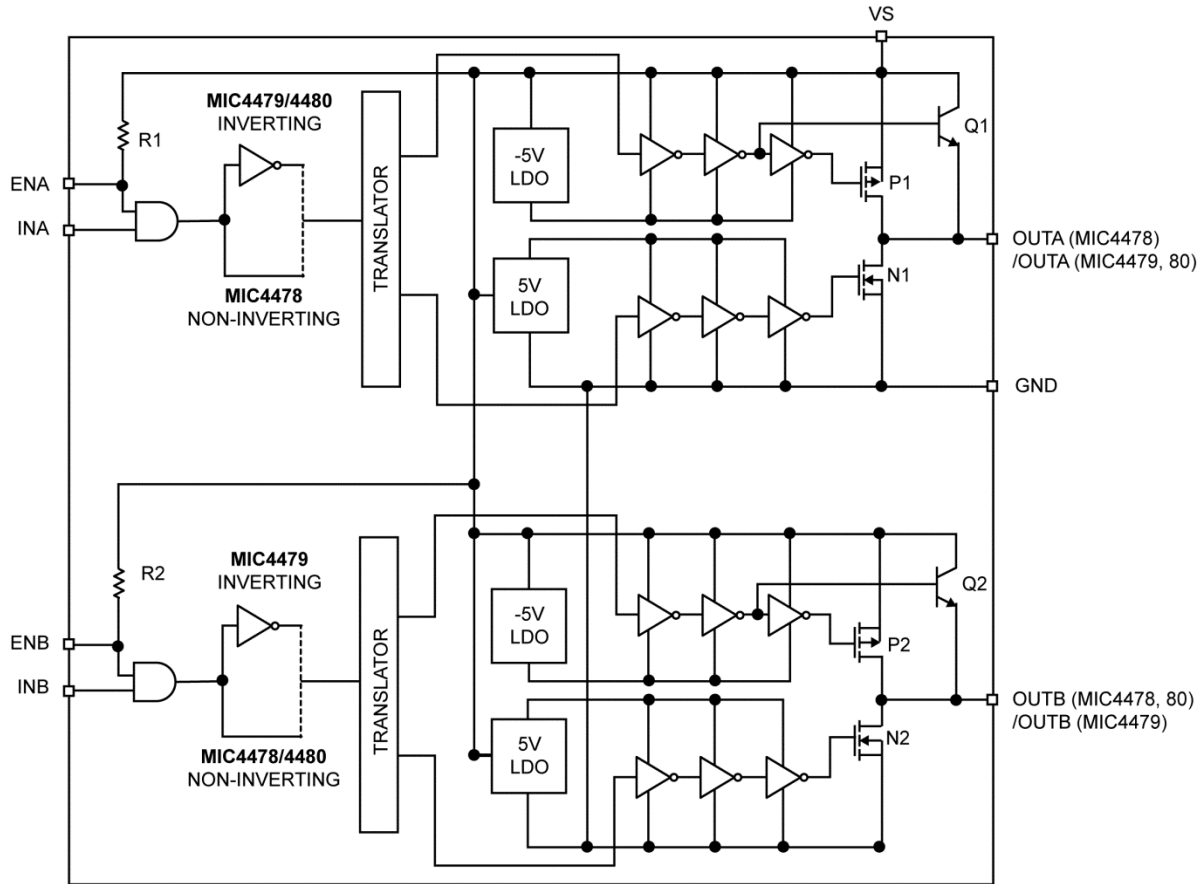 VS
MIC4479/4480
INVERTING
R1
ENA
INA
MIC4478
NON-INVERTING
TRANSLATOR
-5V
LDO
5V
LDO
Q1
P1
N1
OUTA (MIC4478)
/OUTA (MIC4479, 80)
GND
MIC4479
INVERTING
R2
ENB
INB
MIC4478/4480
NON-INVERTING
TRANSLATOR
-5V
LDO
5V
LDO
Q2
P2
N2
OUTB (MIC4478, 80)
/OUTB (MIC4479)